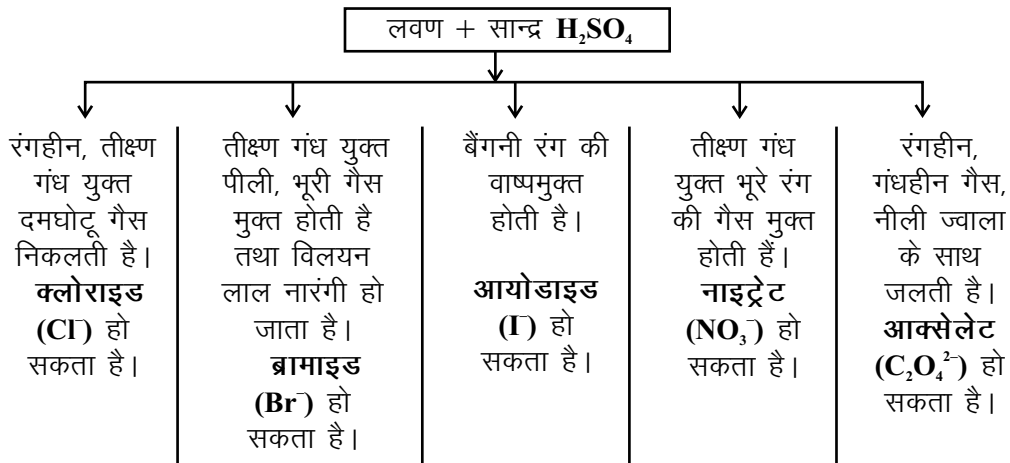 लवण + सान्द्र H₂SO₄
रंगहीन, तीक्ष्ण
गंध युक्त
दमघोटू गैस
निकलती है।
क्लोराइड
(Cl⁻) हो
सकता है।
तीक्ष्ण गंध युक्त
पीली, भूरी गैस
मुक्त होती है
तथा विलयन
लाल नारंगी हो
जाता है।
ब्रामाइड
(Br⁻) हो
सकता है।
बैंगनी रंग की
वाष्पमुक्त
होती है।
आयोडाइड
(I⁻) हो
सकता है।
तीक्ष्ण गंध
युक्त भूरे रंग
की गैस मुक्त
होती हैं।
नाइट्रेट
(NO₃⁻) हो
सकता है।
रंगहीन,
गंधहीन गैस,
नीली ज्वाला
के साथ
जलती है।
आक्सेलेट
(C₂O₄²⁻) हो
सकता है।